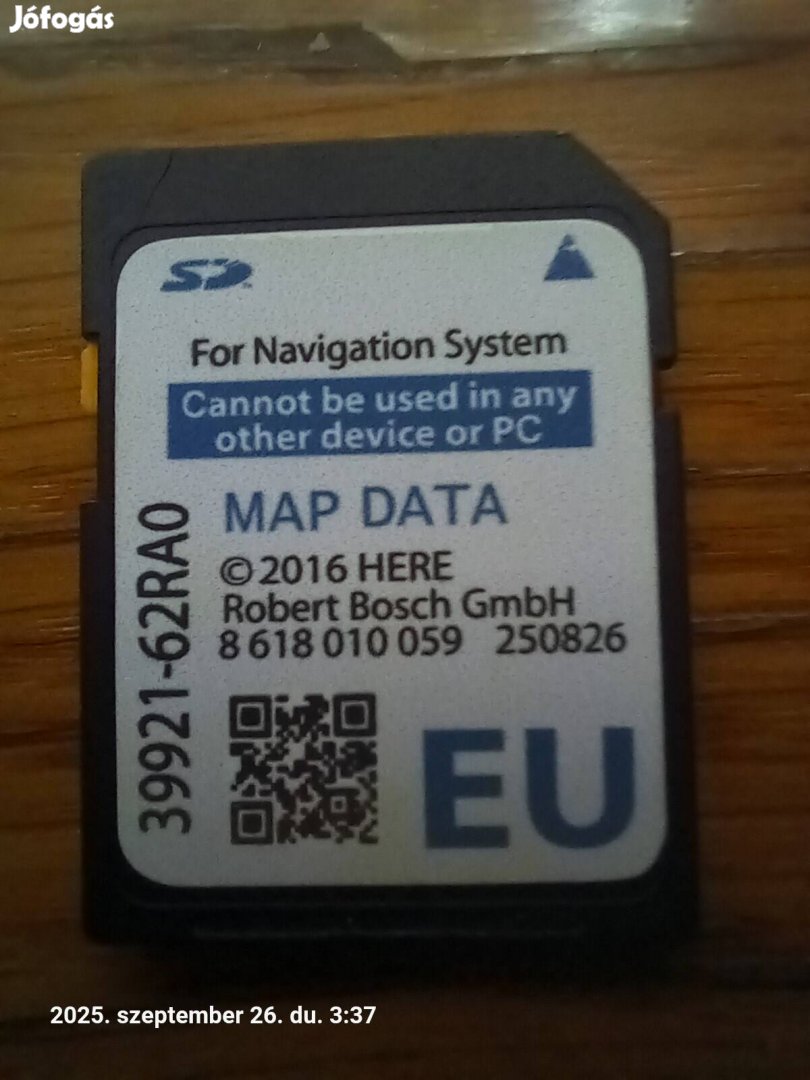 Jófogás
SD
For Navigation System
Cannot be used in any
other device or PC
MAP DATA
©2016 HERE
Robert Bosch GmbH
8 618 010 059 250826
39921-62RA0
EU
2025. szeptember 26. du. 3:37